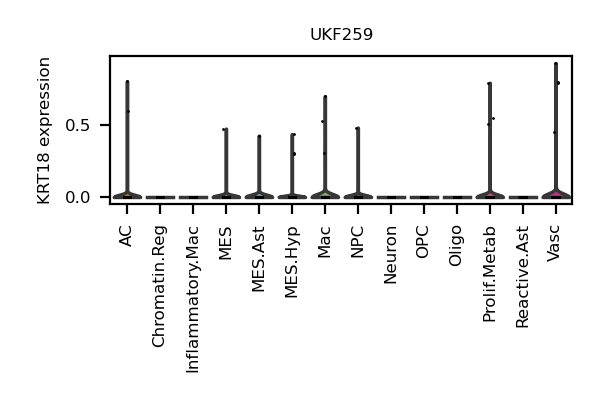 UKF259
KRT18 expression
0.5
0.0
AC
Chromatin.Reg
Inflammatory.Mac
MES
MES.Ast
MES.Hyp
Mac
NPC
Neuron
OPC
Oligo
Prolif.Metab
Reactive.Ast
Vasc